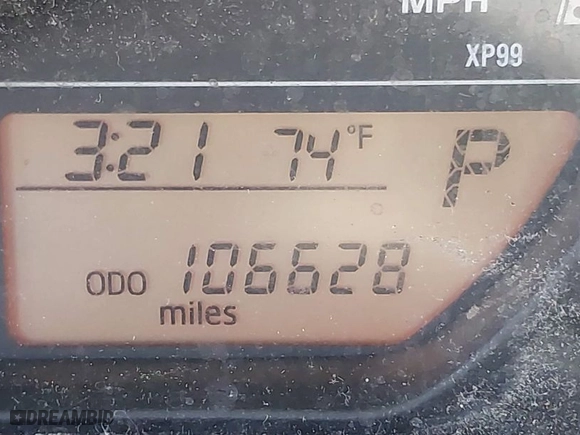 MPH
XP99
3:21 74°F P
ODO 106628
miles
DREAMBID